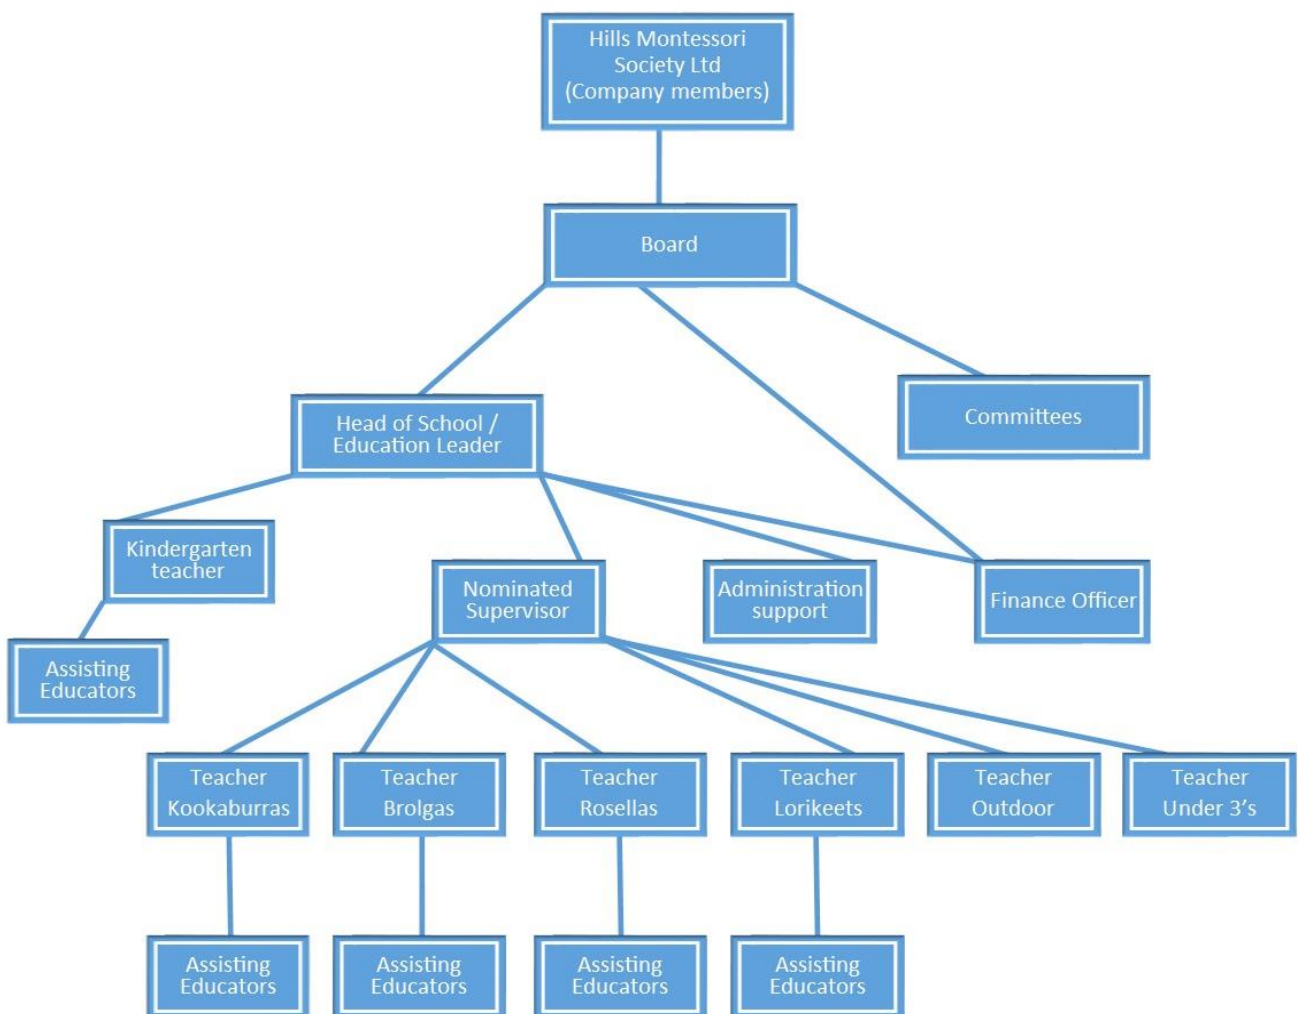 Hills Montessori
Society Ltd
(Company members)
Board
Committees
Head of School /
Education Leader
Kindergarten
teacher
Nominated
Supervisor
Administration
support
Finance Officer
Assisting
Educators
Teacher
Kookaburras
Teacher
Brolgas
Teacher
Rosellas
Teacher
Lorikeets
Teacher
Outdoor
Teacher
Under 3's
Assisting
Educators
Assisting
Educators
Assisting
Educators
Assisting
Educators